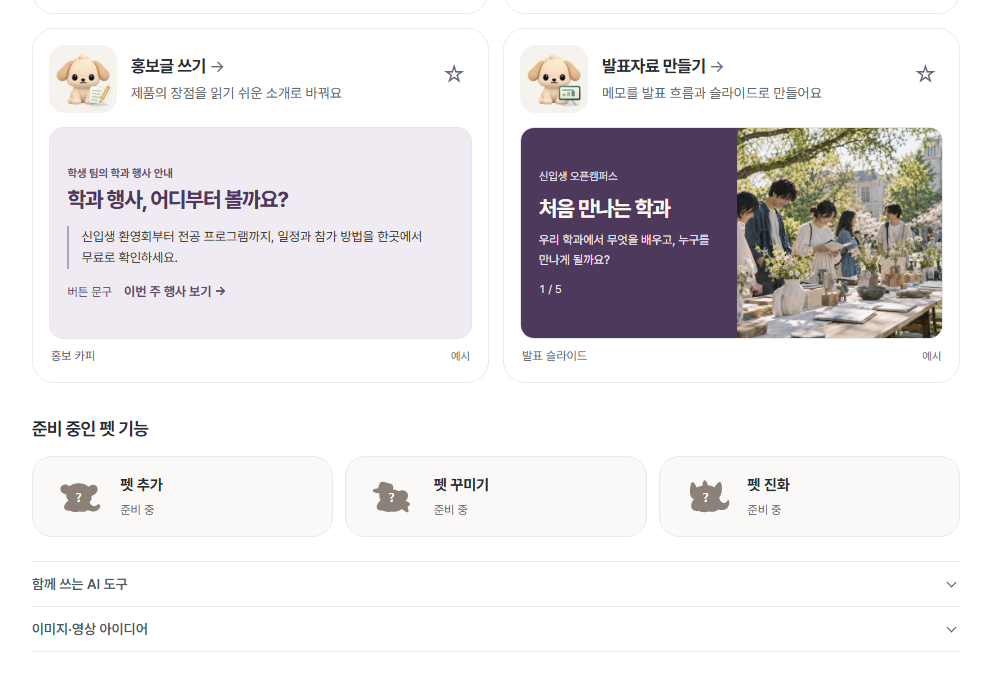 홍보글 쓰기 →
제품의 장점을 읽기 쉬운 소개로 바꿔요
학생 팀의 학과 행사 안내
학과 행사, 어디부터 볼까요?
신입생 환영회부터 전공 프로그램까지, 일정과 참가 방법을 한곳에서
무료로 확인하세요.
버튼 문구 이번 주 행사 보기 →
홍보 카피 예시
발표자료 만들기 →
메모를 발표 흐름과 슬라이드로 만들어요
신입생 오픈캠퍼스
처음 만나는 학과
우리 학과에서 무엇을 배우고, 누구를
만나게 될까요?
1 / 5
발표 슬라이드 예시
준비 중인 펫 기능
?
펫 추가
준비 중
?
펫 꾸미기
준비 중
?
펫 진화
준비 중
함께 쓰는 AI 도구
이미지·영상 아이디어